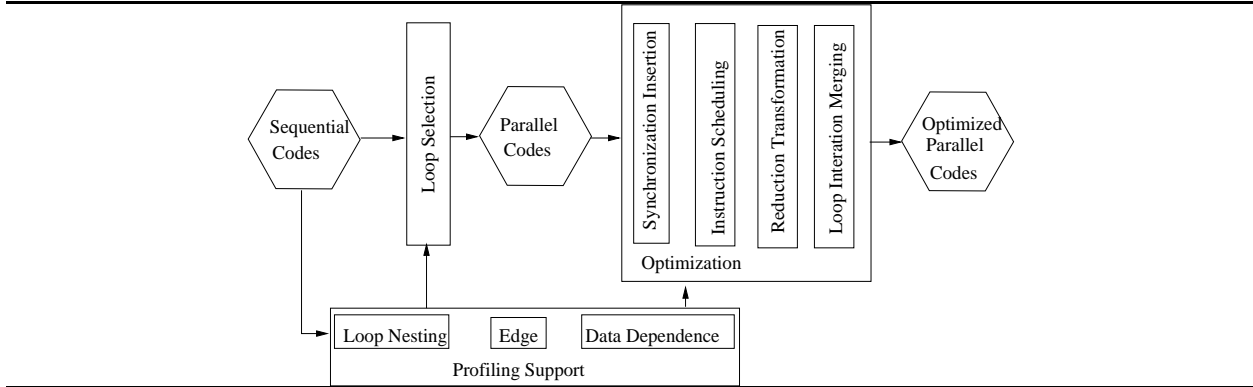 Sequential
Codes
Loop Selection
Parallel
Codes
Synchronization Insertion
Instruction Scheduling
Reduction Transformation
Loop Interation Merging
Optimization
Optimized
Parallel
Codes
Loop Nesting
Edge
Data Dependence
Profiling Support